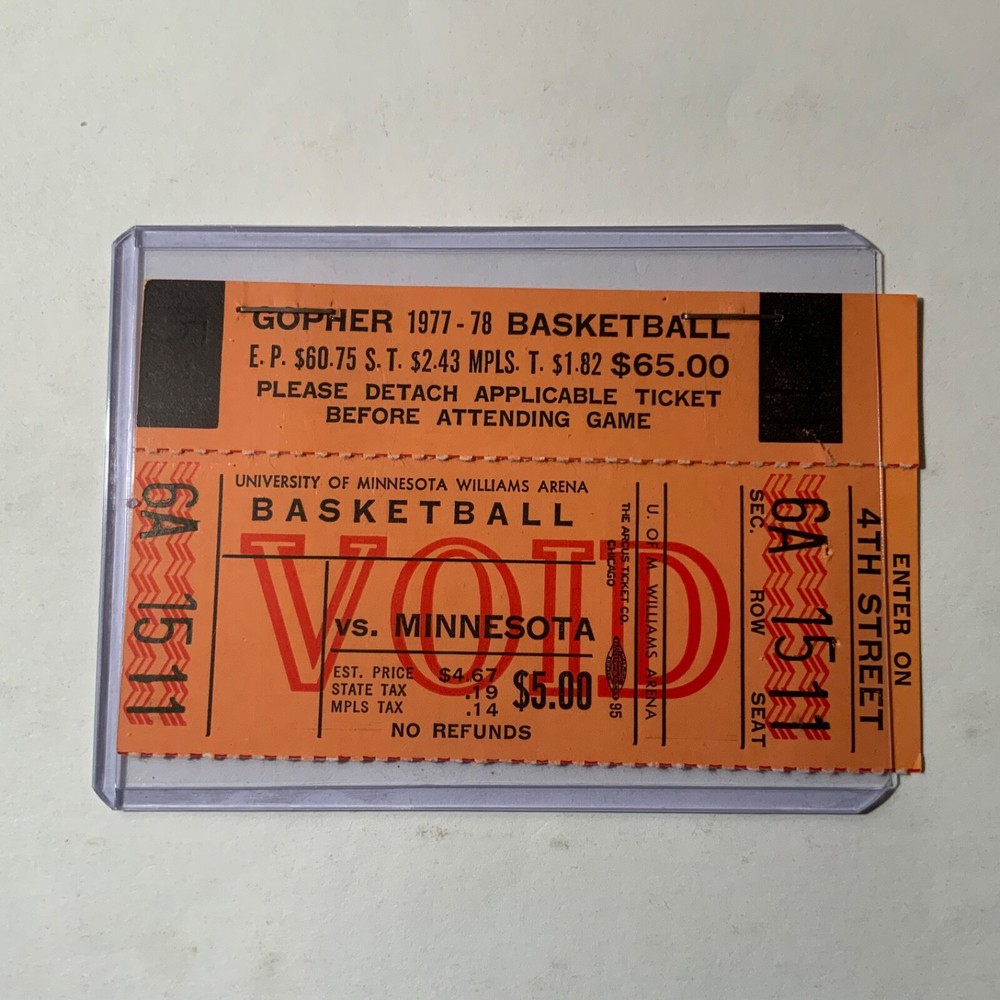 GOPHER 1977-78 BASKETBALL
E. P. $60.75 S. T. $2.43 MPLS. T. $1.82 $65.00
PLEASE DETACH APPLICABLE TICKET
BEFORE ATTENDING GAME
6A 15 11
UNIVERSITY OF MINNESOTA WILLIAMS ARENA
BASKETBALL
VOID
vs. MINNESOTA
EST. PRICE $4.67
STATE TAX .19
MPLS TAX .14
$5.00
NO REFUNDS
THE ARCUS TICKET CO.
CHICAGO
85
U. OF M. WILLIAMS ARENA
SEC. ROW SEAT
6A 15 11
4TH STREET
ENTER ON